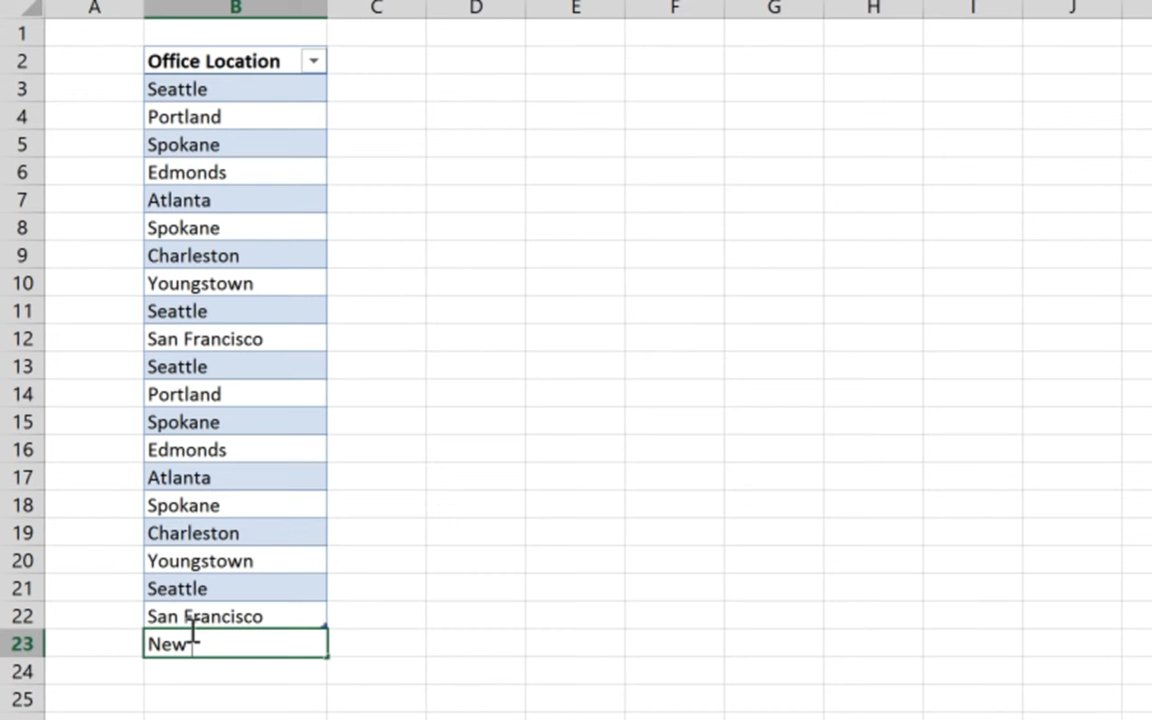 A B C D E F G H I J
1
2 Office Location
3 Seattle
4 Portland
5 Spokane
6 Edmonds
7 Atlanta
8 Spokane
9 Charleston
10 Youngstown
11 Seattle
12 San Francisco
13 Seattle
14 Portland
15 Spokane
16 Edmonds
17 Atlanta
18 Spokane
19 Charleston
20 Youngstown
21 Seattle
22 San Francisco
23 New
24
25